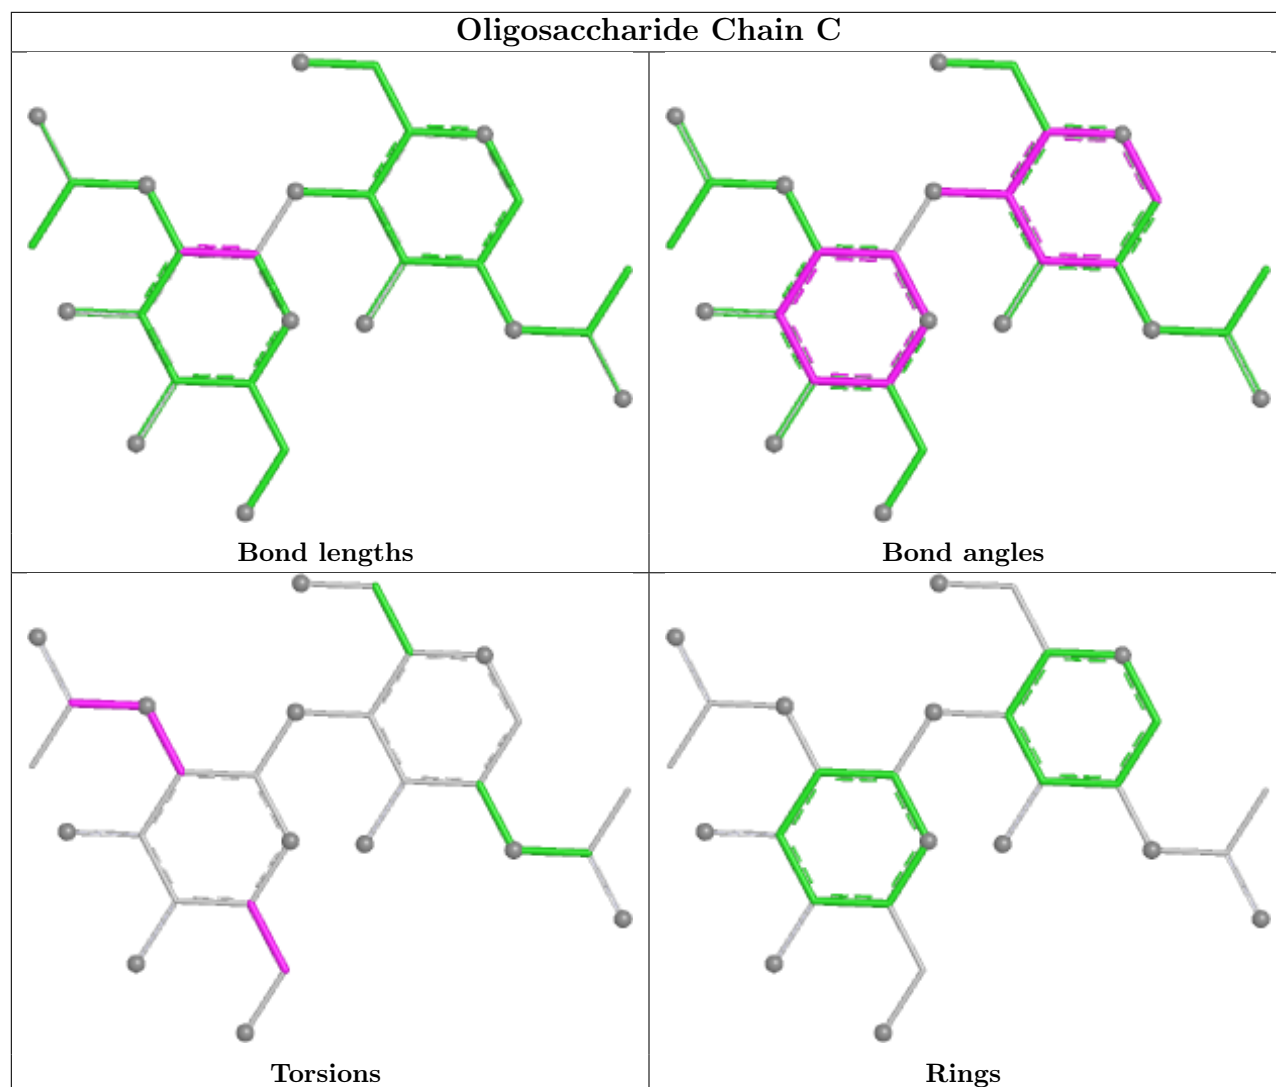 Oligosaccharide Chain C
Bond lengths
Bond angles
Torsions
Rings